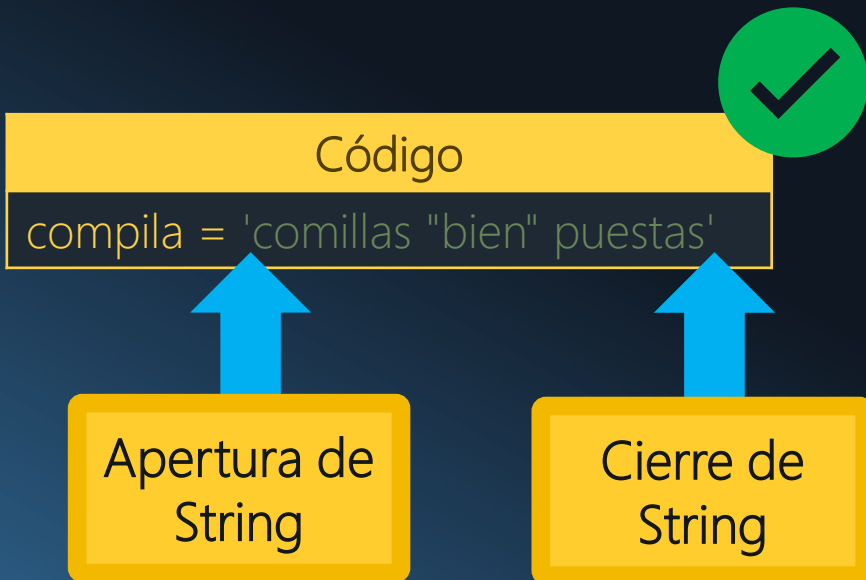 Código
compila = 'comillas "bien" puestas'
Apertura de
String
Cierre de
String